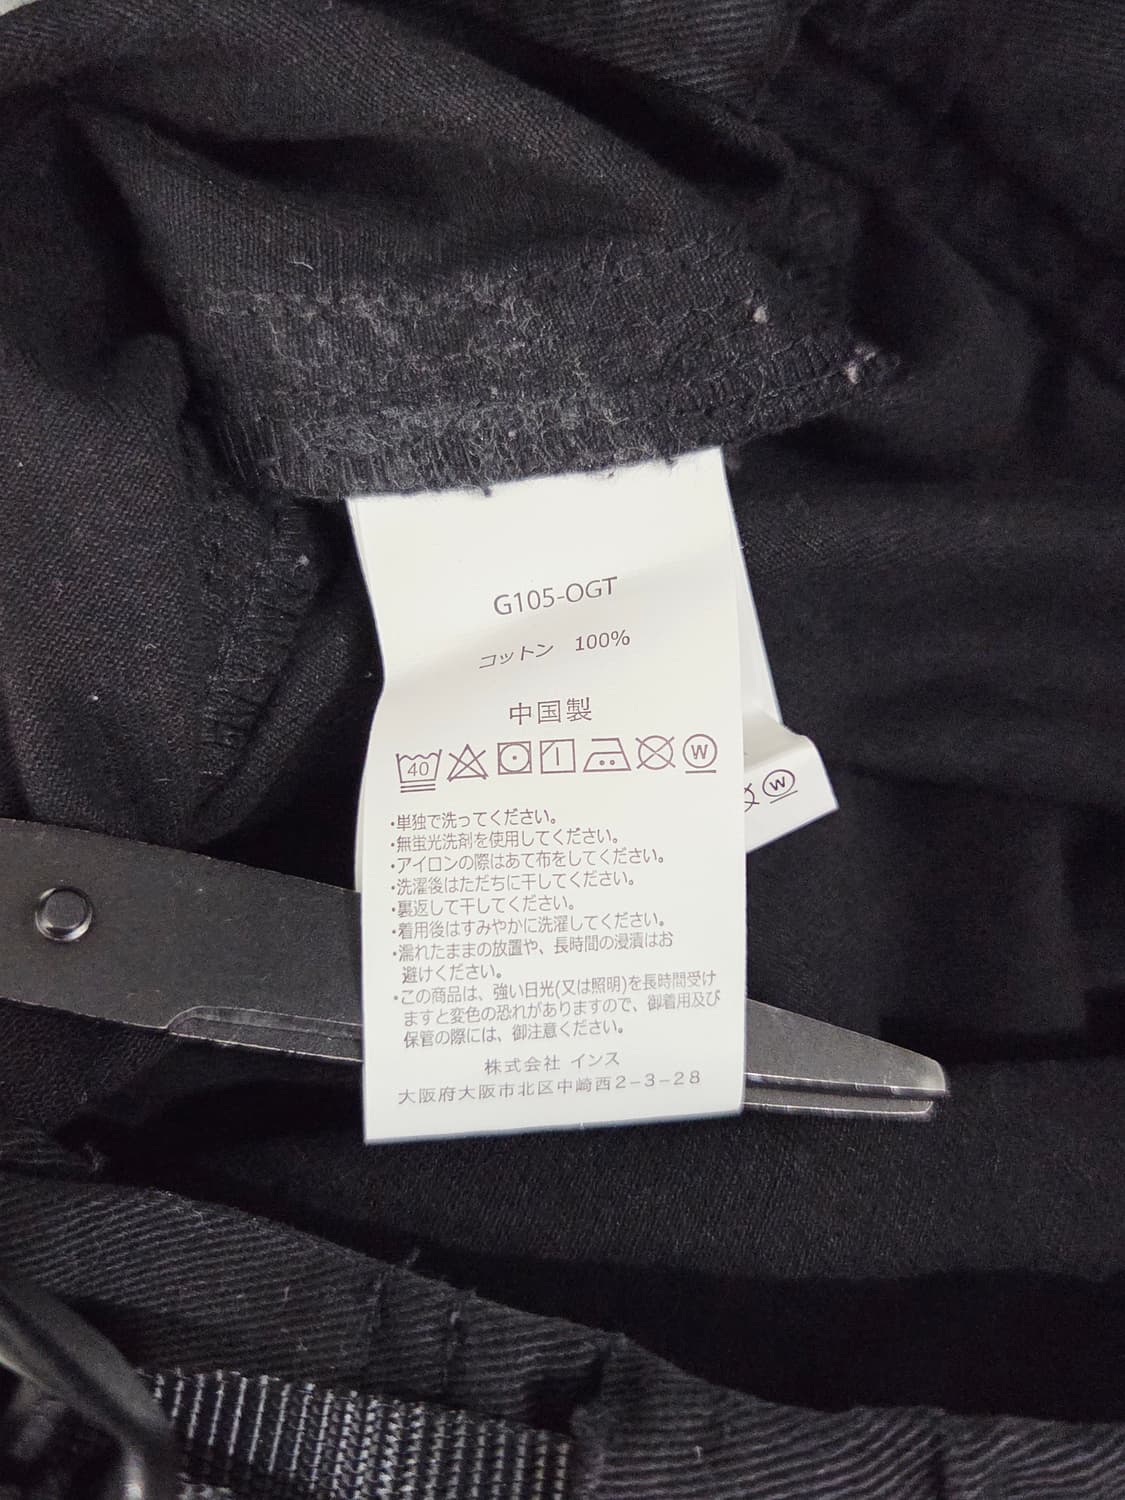 G105-OGT
コットン 100%
中国製
40 W
W
・単独で洗ってください。
・無蛍光洗剤を使用してください。
・アイロンの際はあて布をしてください。
・洗濯後はただちに干してください。
・裏返して干してください。
・着用後はすみやかに洗濯してください。
・濡れたままの放置や、長時間の浸漬はお
避けください。
・この商品は、強い日光(又は照明)を長時間受け
ますと変色の恐れがありますので、御着用及び
保管の際には、御注意ください。
株式会社 インス
大阪府大阪市北区中崎西2-3-28